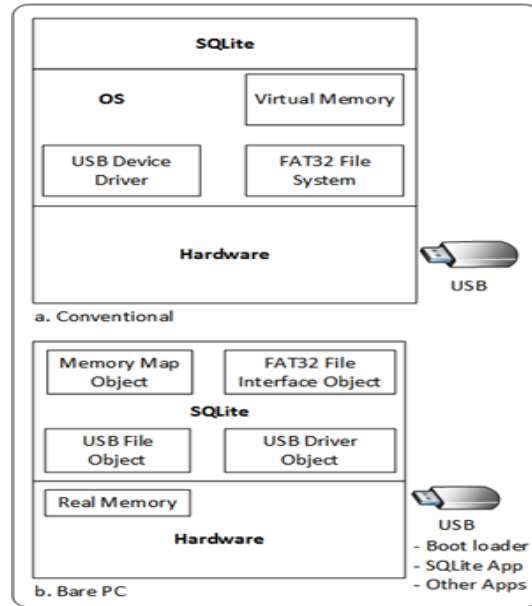 SQLite
OS
Virtual Memory
USB Device
Driver
FAT32 File
System
Hardware
USB
a. Conventional
Memory Map
Object
FAT32 File
Interface Object
SQLite
USB File
Object
USB Driver
Object
Real Memory
Hardware
USB
- Boot loader
- SQLite App
- Other Apps
b. Bare PC